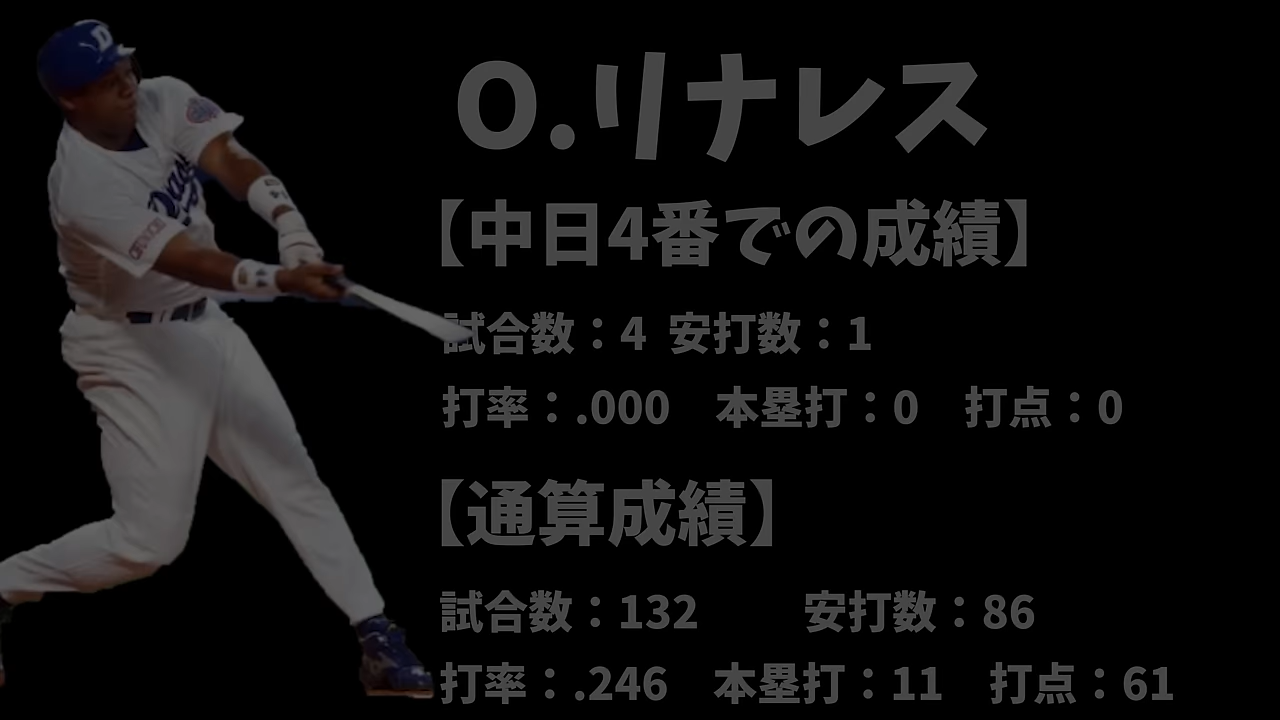 O.リナレス
【中日4番での成績】
試合数：4 安打数：1
打率：.000 本塁打：0 打点：0
【通算成績】
試合数：132 安打数：86
打率：.246 本塁打：11 打点：61